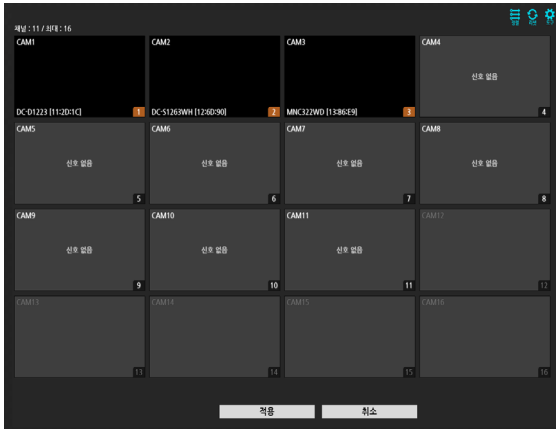 채널 : 11 / 최대 : 16
CAM1
CAM2
CAM3
CAM4
신호 없음
DC-D1223 [11:2D:1C]
1
DC-S1263WH [12:6D:90]
2
MNC322WD [13:B6:E9]
3
4
CAM5
CAM6
CAM7
CAM8
신호 없음
신호 없음
신호 없음
신호 없음
5
6
7
8
CAM9
CAM10
CAM11
CAM12
신호 없음
신호 없음
신호 없음
9
10
11
12
CAM13
CAM14
CAM15
CAM16
13
14
15
16
적용
취소